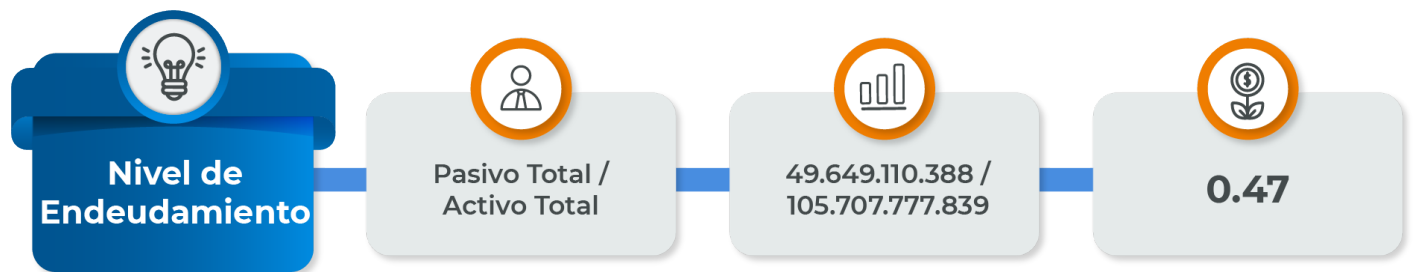 Nivel de
Endeudamiento
Pasivo Total /
Activo Total
49.649.110.388 /
105.707.777.839
0.47